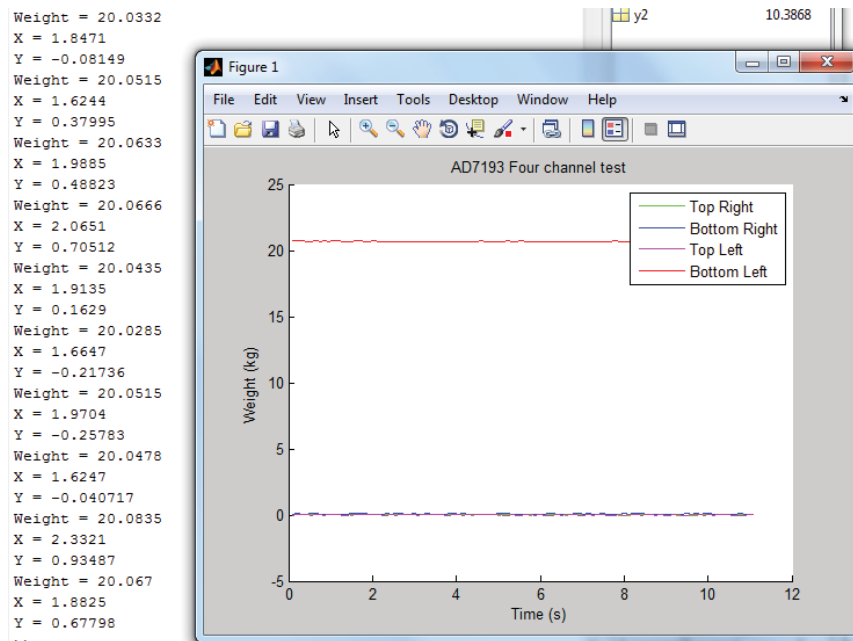 Weight = 20.0332
X = 1.8471
Y = -0.08149
Weight = 20.0515
X = 1.6244
Y = 0.37995
Weight = 20.0633
X = 1.9885
Y = 0.48823
Weight = 20.0666
X = 2.0651
Y = 0.70512
Weight = 20.0435
X = 1.9135
Y = 0.1629
Weight = 20.0285
X = 1.6647
Y = -0.21736
Weight = 20.0515
X = 1.9704
Y = -0.25783
Weight = 20.0478
X = 1.6247
Y = -0.040717
Weight = 20.0835
X = 2.3321
Y = 0.93487
Weight = 20.067
X = 1.8825
Y = 0.67798
y2 10.3868
Figure 1
File Edit View Insert Tools Desktop Window Help
AD7193 Four channel test
Top Right
Bottom Right
Top Left
Bottom Left
Weight (kg)
25
20
15
10
5
0
-5
0 2 4 6 8 10 12
Time (s)